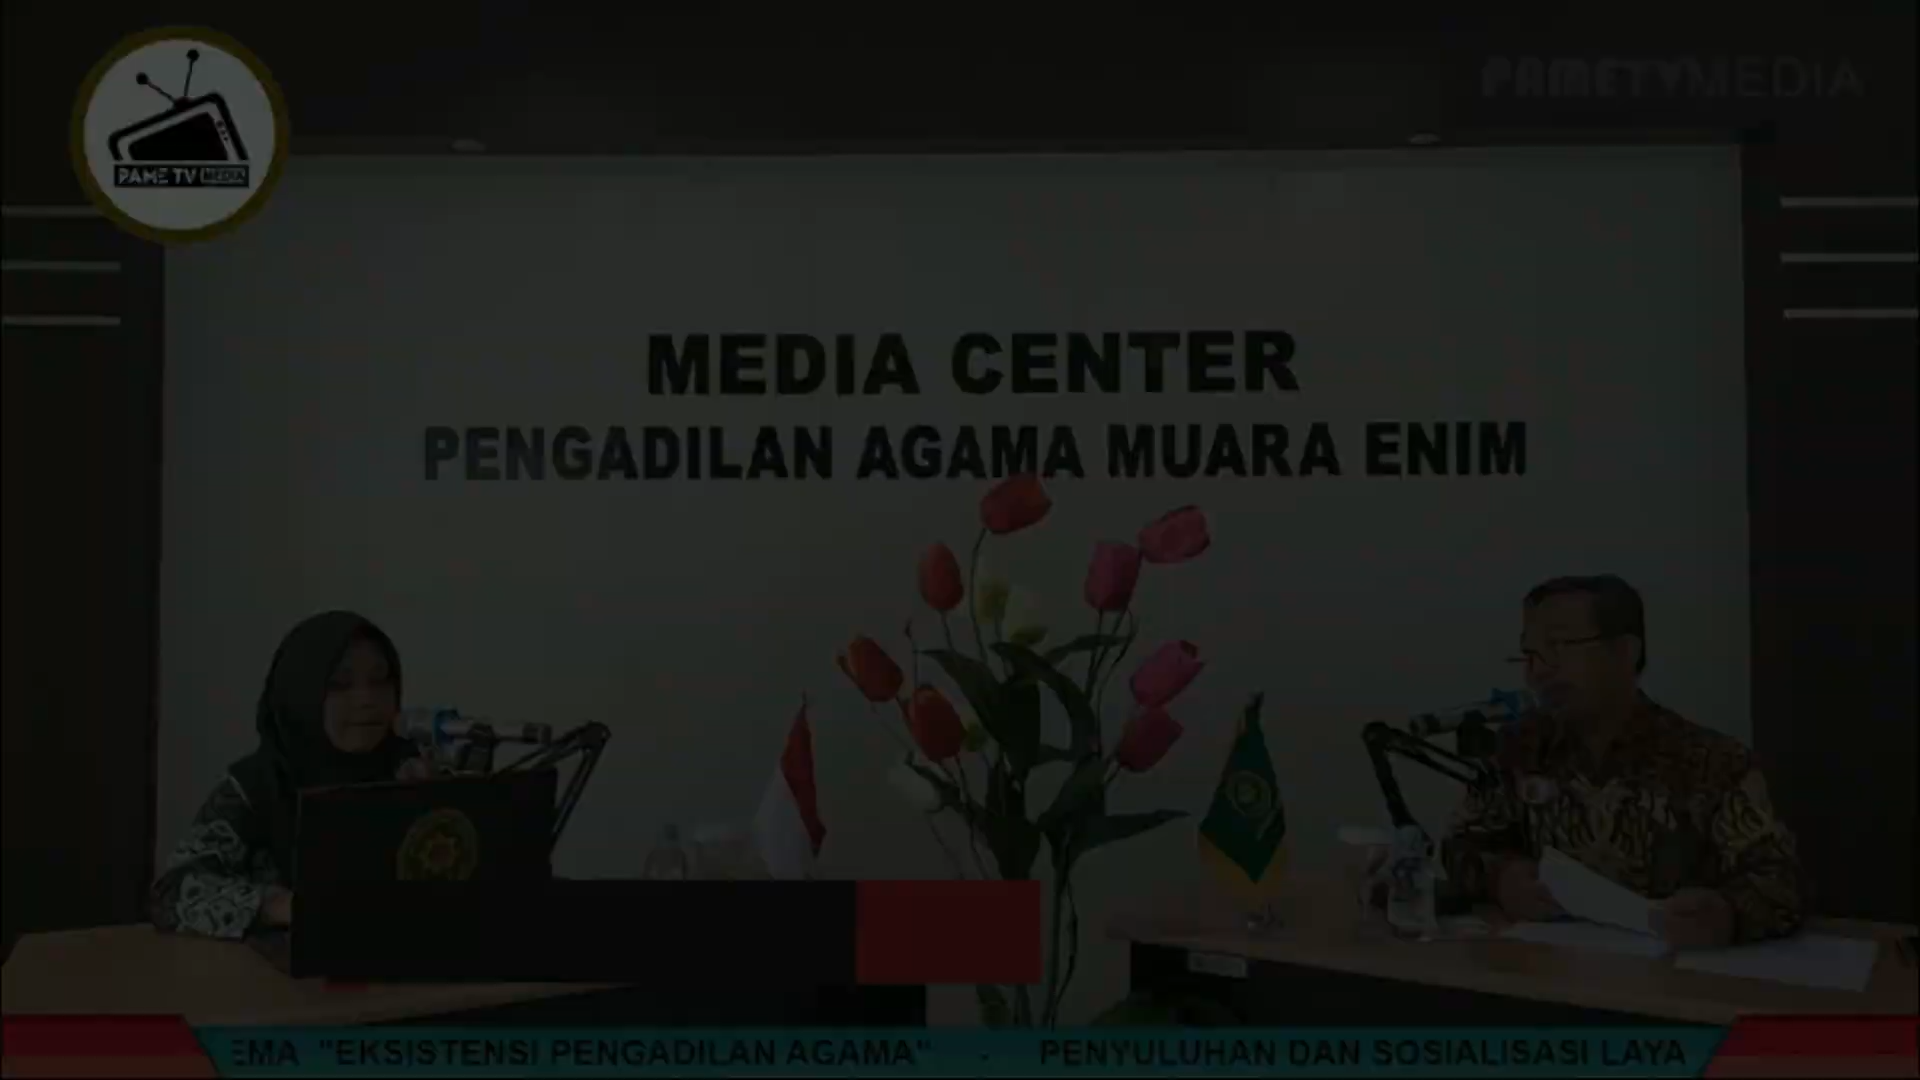 PAME TV MEDIA
PAMETVMEDIA
MEDIA CENTER
PENGADILAN AGAMA MUARA ENIM
EMA "EKSISTENSI PENGADILAN AGAMA" - PENYULUHAN DAN SOSIALISASI LAYA